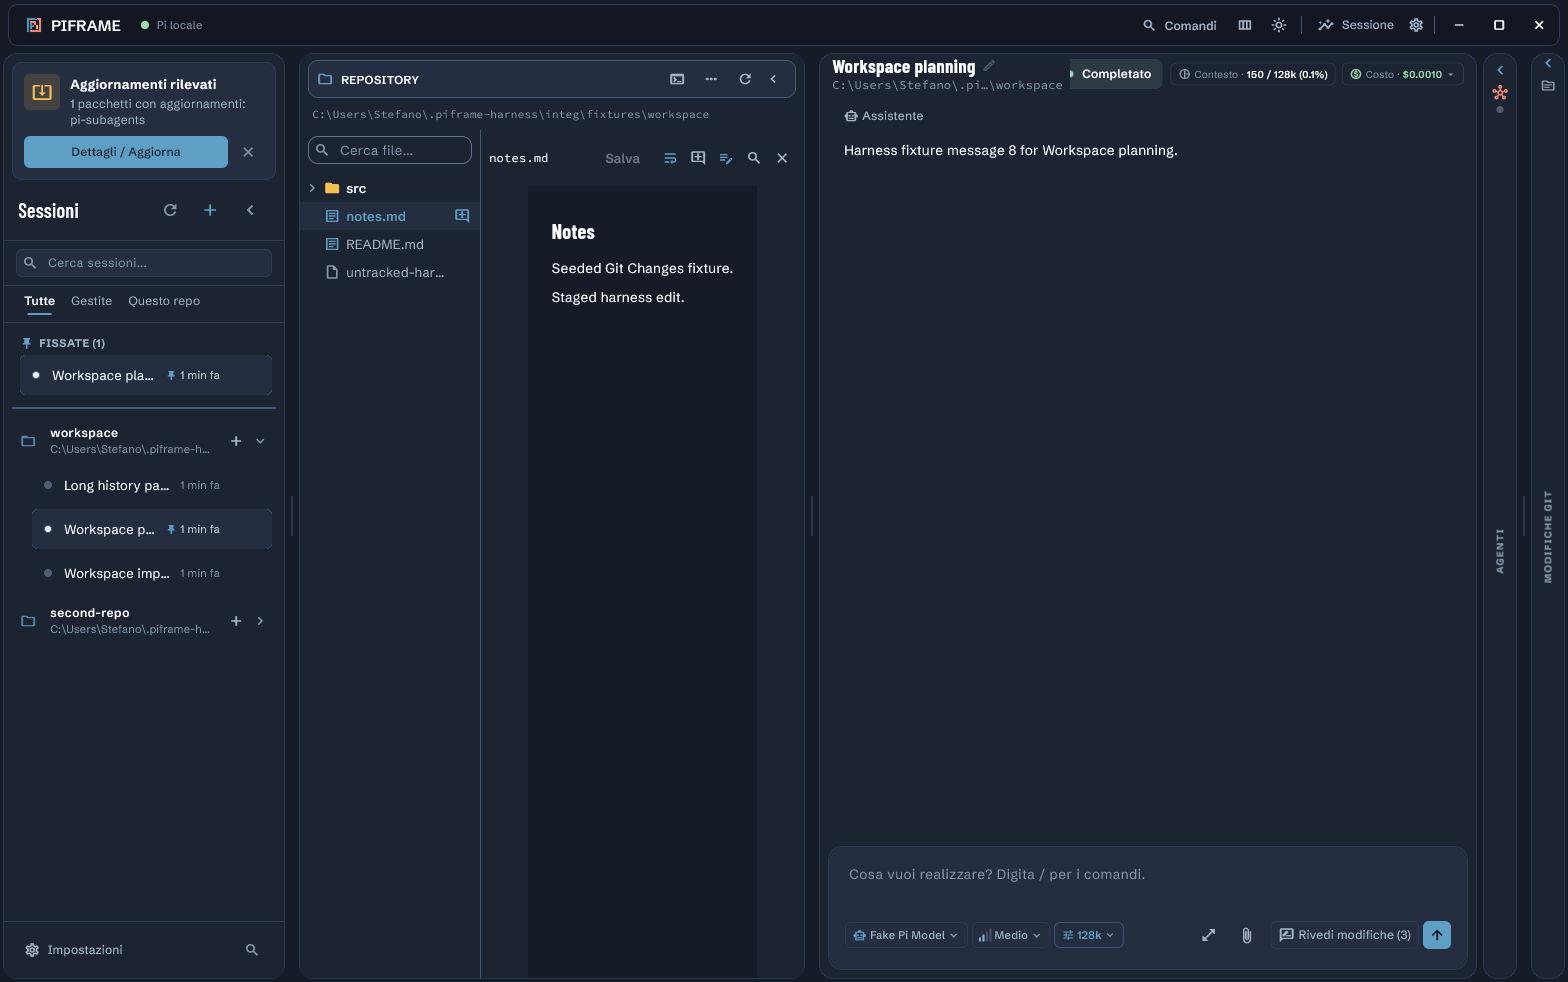 PIFRAME
Pi locale
Comandi
Sessione
Aggiornamenti rilevati
1 pacchetti con aggiornamenti:
pi-subagents
Dettagli / Aggiorna
Sessioni
Cerca sessioni...
Tutte
Gestite
Questo repo
FISSATE (1)
Workspace pla...
1 min fa
workspace
C:\Users\Stefano\.piframe-h...
Long history pa...
1 min fa
Workspace p...
1 min fa
Workspace imp...
1 min fa
second-repo
C:\Users\Stefano\.piframe-h...
Impostazioni
REPOSITORY
C:\Users\Stefano\.piframe-harness\integ\fixtures\workspace
Cerca file...
src
notes.md
README.md
untracked-har...
notes.md
Salva
Notes
Seeded Git Changes fixture.
Staged harness edit.
Workspace planning
C:\Users\Stefano\.pi…\workspace
Completato
Contesto · 150 / 128k (0.1%)
Costo · $0.0010
Assistente
Harness fixture message 8 for Workspace planning.
Cosa vuoi realizzare? Digita / per i comandi.
Fake Pi Model
Medio
128k
Rivedi modifiche (3)
AGENTI
MODIFICHE GIT